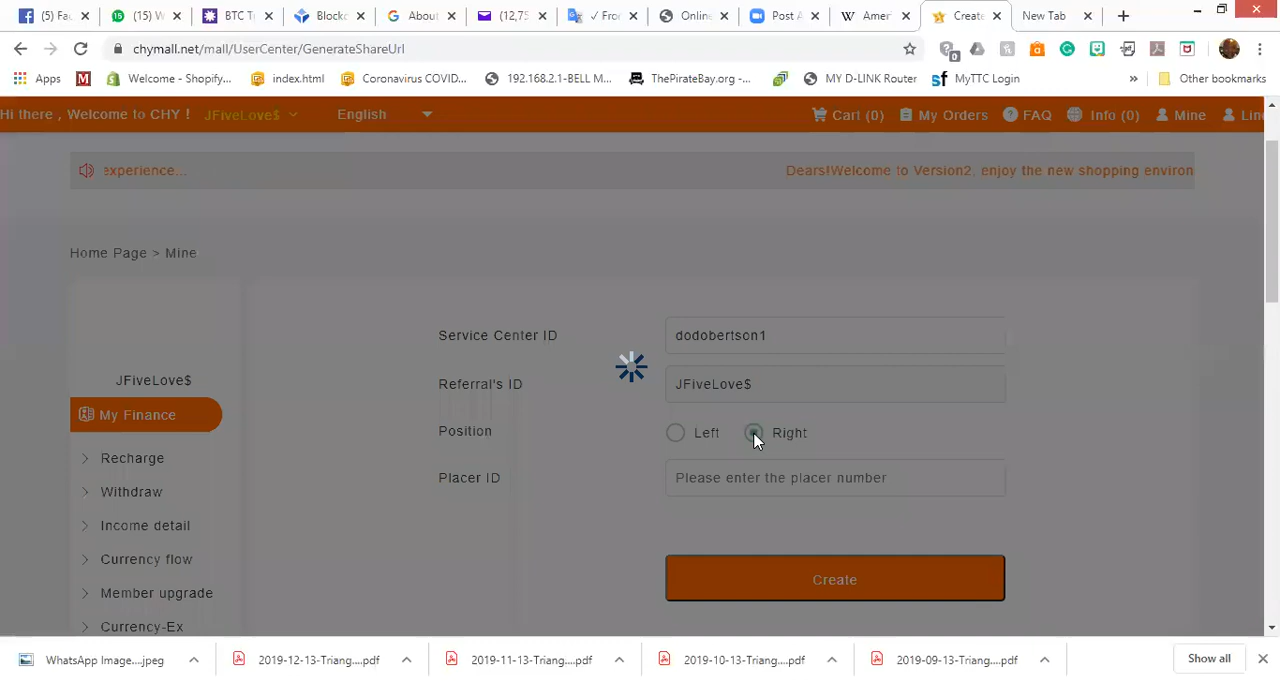 (5) Fa
(15) W
BTC T
Blockc
About
(12,75
✓ Fro
Online
Post A
Amer
Create
New Tab
chymall.net/mall/UserCenter/GenerateShareUrl
Apps
Welcome - Shopify...
index.html
Coronavirus COVID...
192.168.2.1-BELL M...
ThePirateBay.org-...
MY D-LINK Router
MyTTC Login
»
Other bookmarks
Hi there , Welcome to CHY ! JFiveLove$ English Cart (0) My Orders FAQ Info (0) Mine Lin
experience... Dears!Welcome to Version2, enjoy the new shopping environ
Home Page > Mine
Service Center ID dodobertson1
JFiveLove$
Referral's ID JFiveLove$
My Finance
Position Left Right
Recharge
Placer ID Please enter the placer number
Withdraw
Income detail
Currency flow
Create
Member upgrade
Currency-Ex
WhatsApp Image....jpeg
2019-12-13-Triang....pdf
2019-11-13-Triang....pdf
2019-10-13-Triang....pdf
2019-09-13-Triang....pdf
Show all